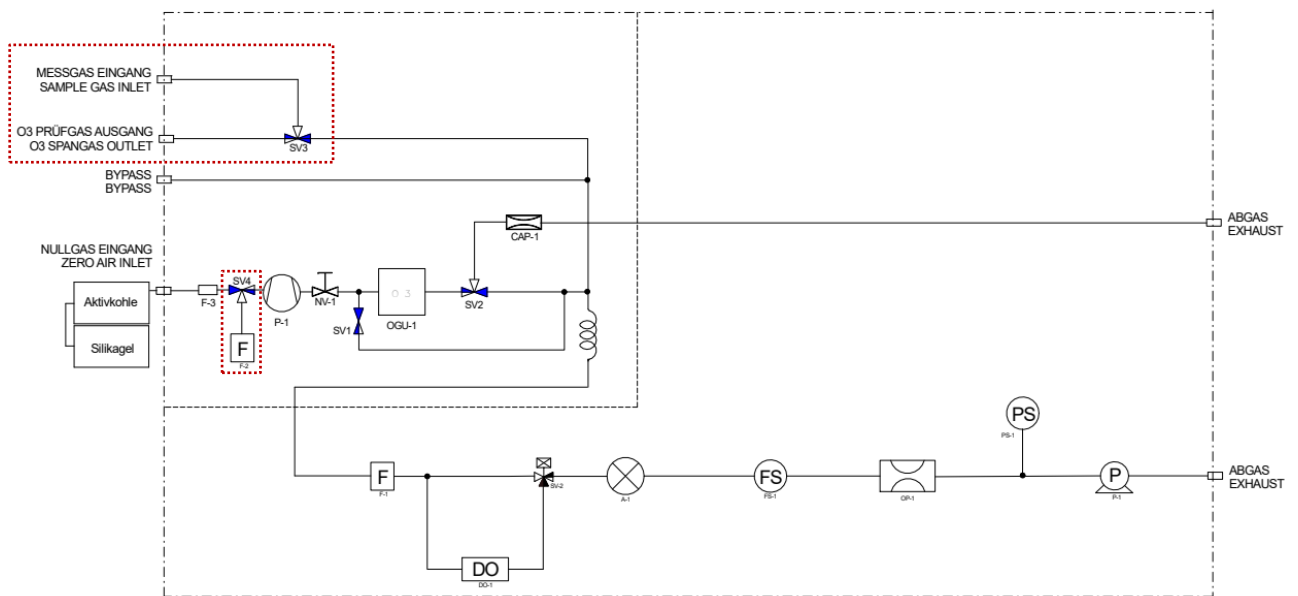 MESSGAS EINGANG
SAMPLE GAS INLET
O3 PRÜFGAS AUSGANG
O3 SPANGAS OUTLET
SV3
BYPASS
BYPASS
CAP-1
ABGAS
EXHAUST
NULLGAS EINGANG
ZERO AIR INLET
Aktivkohle
Silikagel
F-3
SV4
F
F-2
P-1
NV-1
SV1
O 3
OGU-1
SV2
PS
PS-1
F
F-1
SV-2
DO
DO-1
A-1
FS
FS-1
OP-1
P
P-1
ABGAS
EXHAUST